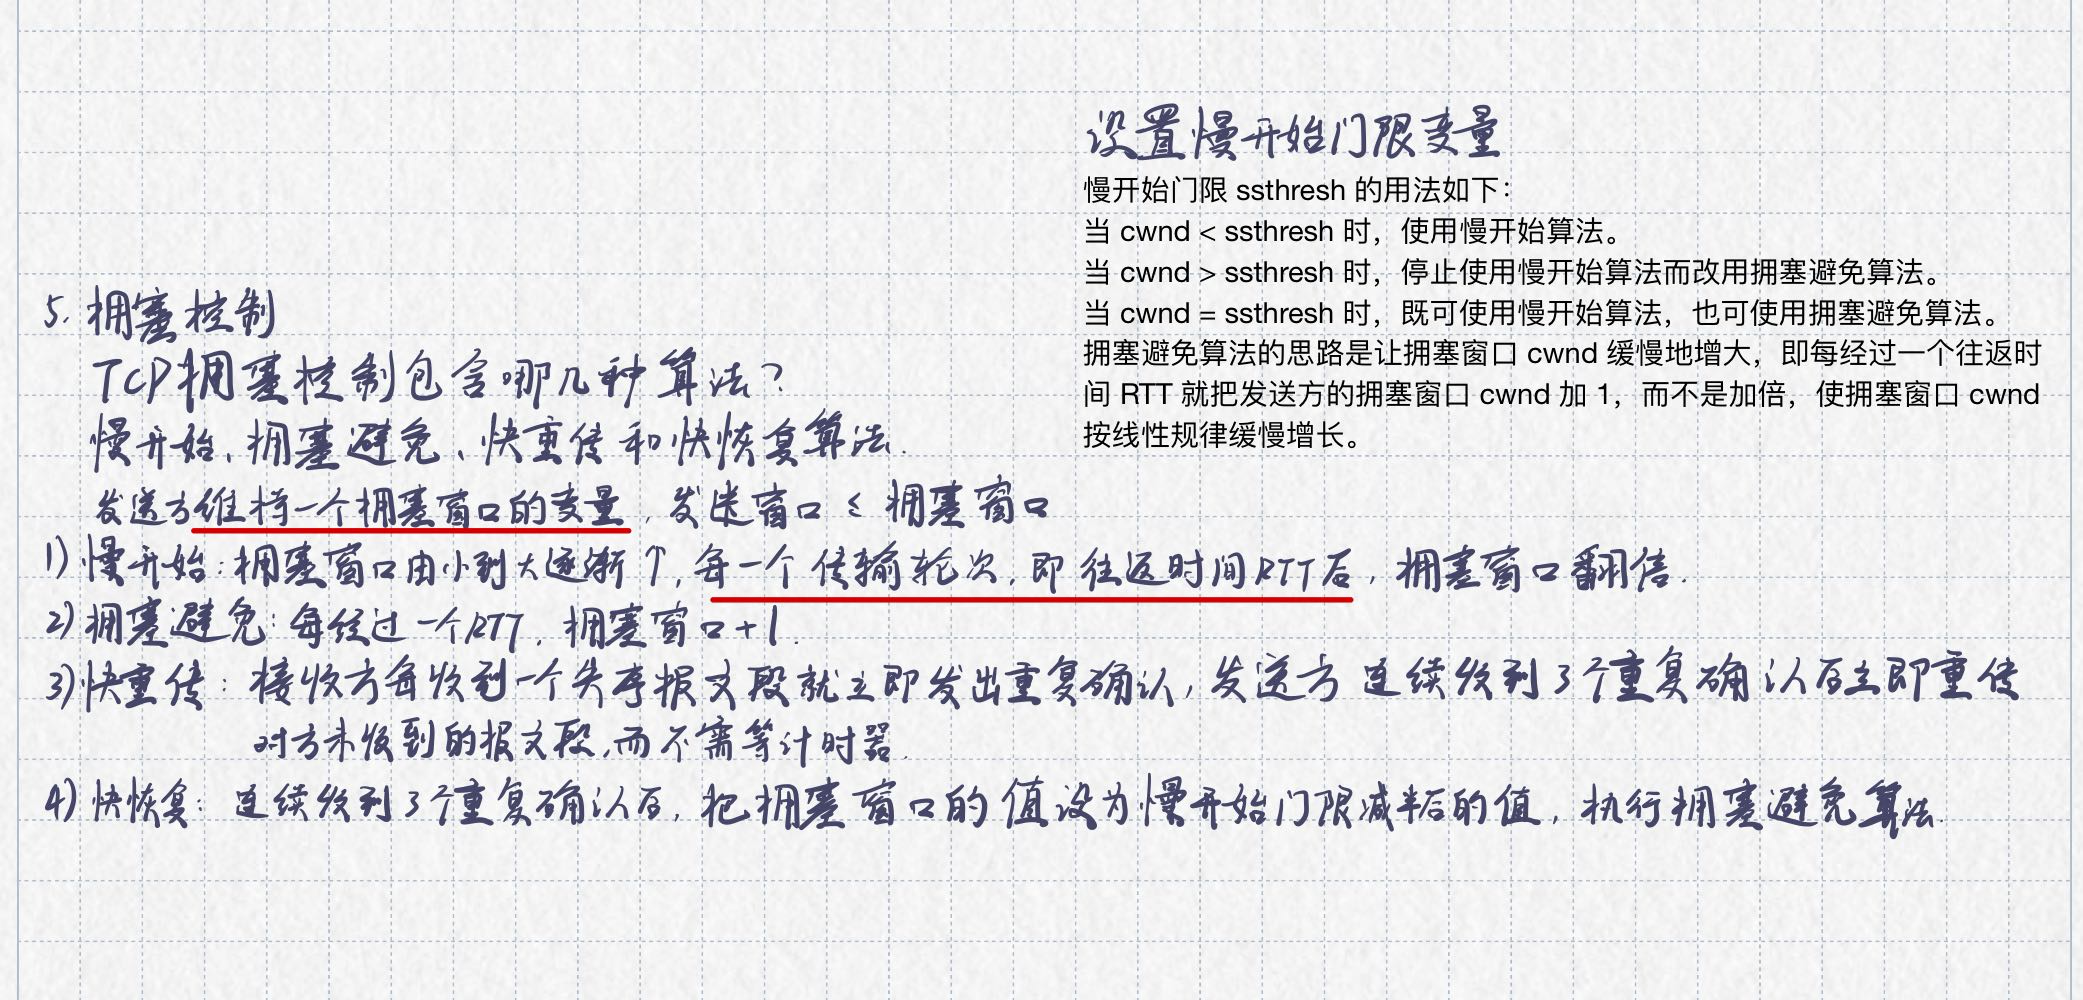 设置慢开始门限变量
慢开始门限 ssthresh 的用法如下：
当 cwnd < ssthresh 时，使用慢开始算法。
当 cwnd > ssthresh 时，停止使用慢开始算法而改用拥塞避免算法。
当 cwnd = ssthresh 时，既可使用慢开始算法，也可使用拥塞避免算法。
拥塞避免算法的思路是让拥塞窗口 cwnd 缓慢地增大，即每经过一个往返时
间 RTT 就把发送方的拥塞窗口 cwnd 加 1，而不是加倍，使拥塞窗口 cwnd
按线性规律缓慢增长。
5. 拥塞控制
TCP拥塞控制包含哪几种算法？
慢开始、拥塞避免、快重传和快恢复算法.
发送方维持一个拥塞窗口的变量，发送窗口 ≤ 拥塞窗口
1) 慢开始：拥塞窗口由小到大逐渐↑，每一个传输轮次，即往返时间RTT后，拥塞窗口翻倍.
2) 拥塞避免：每经过一个RTT，拥塞窗口+1.
3) 快重传：接收方每收到一个失序报文段就立即发出重复确认，发送方连续收到3个重复确认后立即重传
对方未收到的报文段，而不需等计时器.
4) 快恢复：连续收到3个重复确认后，把拥塞窗口的值设为慢开始门限减半后的值，执行拥塞避免算法.